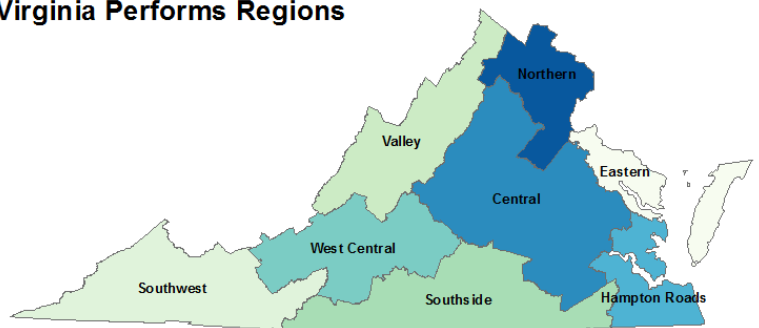 Virginia Performs Regions
Northern
Valley
Eastern
Central
West Central
Southwest
Southside
Hampton Roads